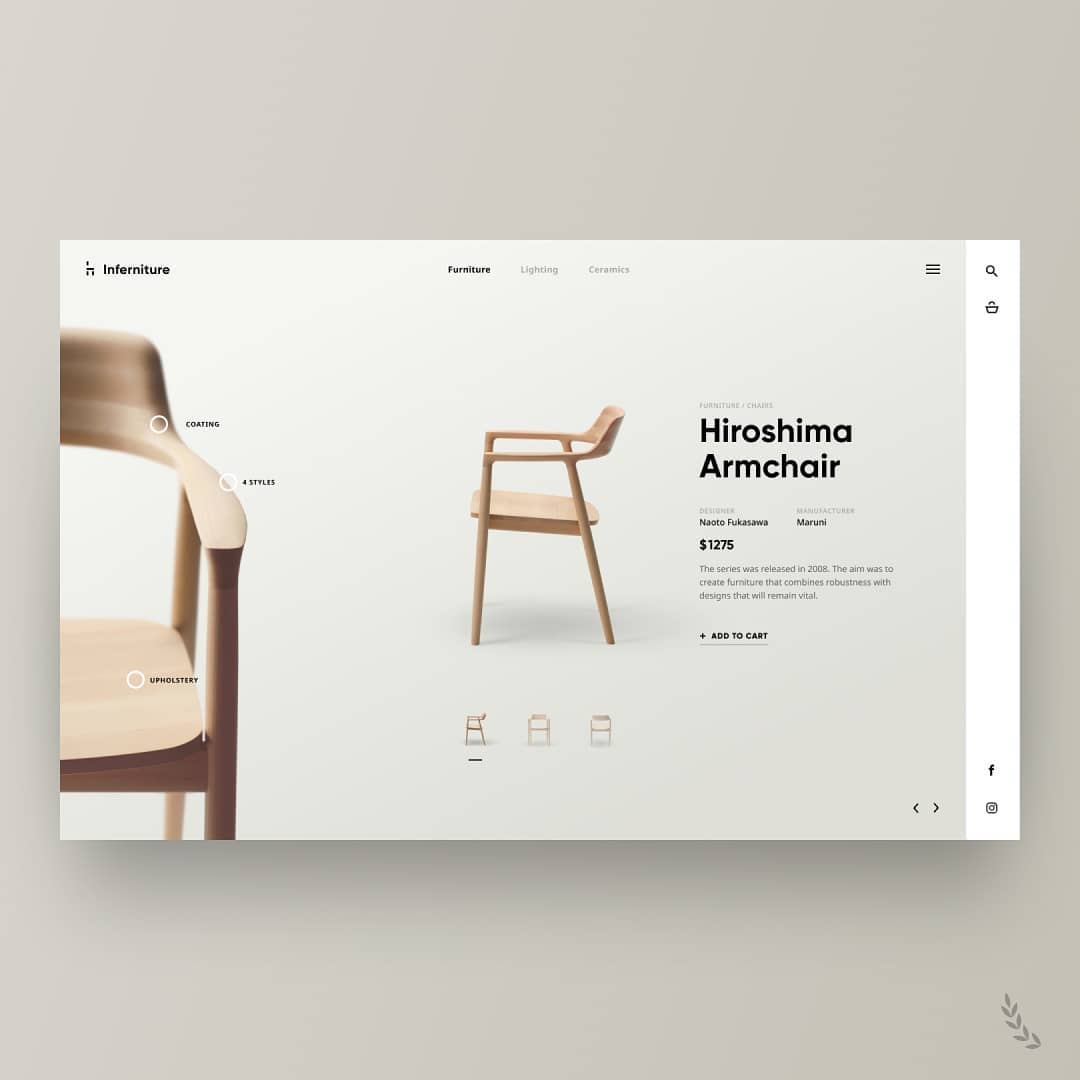 Inferniture
Furniture Lighting Ceramics
COATING
4 STYLES
UPHOLSTERY
FURNITURE / CHAIRS
Hiroshima
Armchair
DESIGNER MANUFACTURER
Naoto Fukasawa Maruni
$1275
The series was released in 2008. The aim was to
create furniture that combines robustness with
designs that will remain vital.
+ ADD TO CART